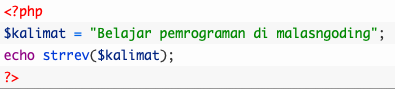 <?php
$kalimat = "Belajar pemrograman di malasngoding";
echo strrev($kalimat);
?>